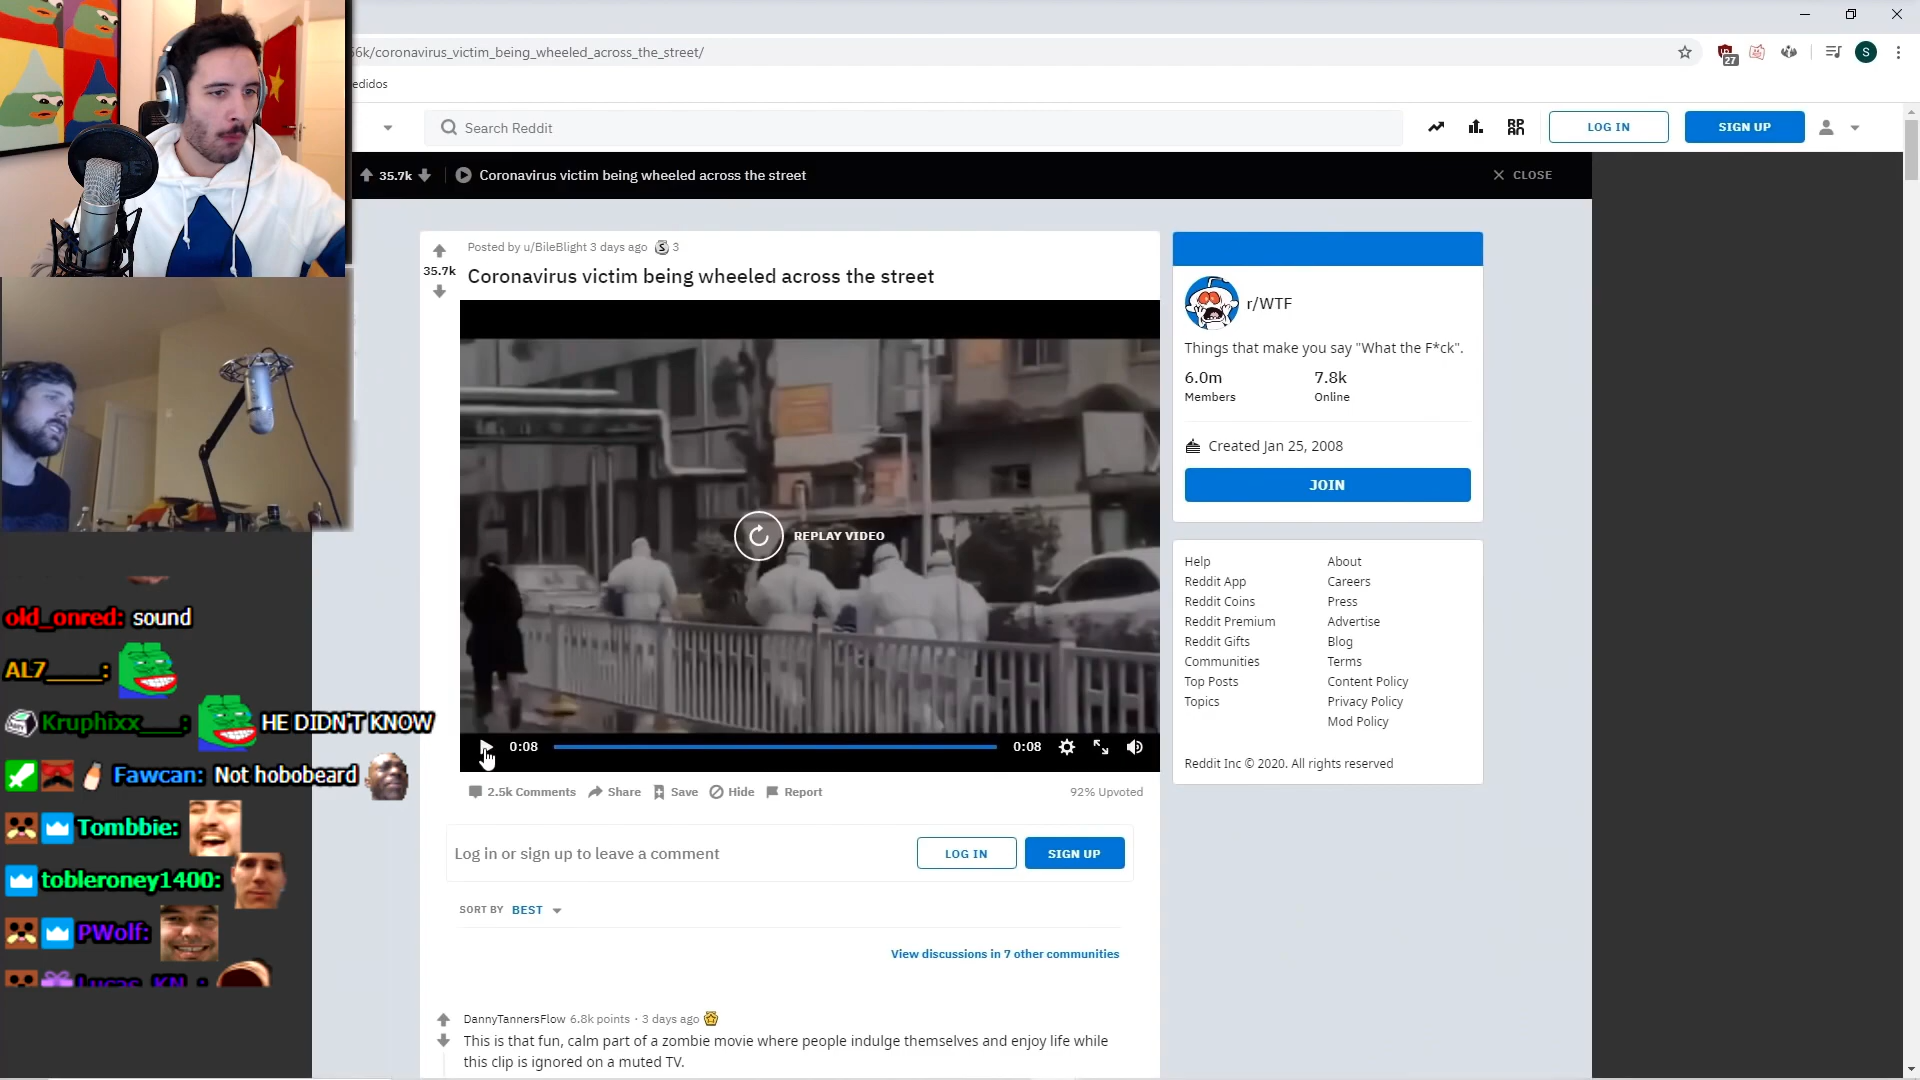 56k/coronavirus_victim_being_wheeled_across_the_street/
27
S
edidos
Search Reddit
LOG IN
SIGN UP
35.7k
Coronavirus victim being wheeled across the street
CLOSE
Posted by u/BileBlight 3 days ago
3
35.7k
Coronavirus victim being wheeled across the street
REPLAY VIDEO
0:08
0:08
2.5k Comments
Share
Save
Hide
Report
92% Upvoted
Log in or sign up to leave a comment
LOG IN
SIGN UP
SORT BY BEST
View discussions in 7 other communities
DannyTannersFlow 6.8k points · 3 days ago
This is that fun, calm part of a zombie movie where people indulge themselves and enjoy life while
this clip is ignored on a muted TV.
r/WTF
Things that make you say "What the F*ck".
6.0m
7.8k
Members
Online
Created Jan 25, 2008
JOIN
Help
About
Reddit App
Careers
Reddit Coins
Press
Reddit Premium
Advertise
Reddit Gifts
Blog
Communities
Terms
Top Posts
Content Policy
Topics
Privacy Policy
Mod Policy
Reddit Inc © 2020. All rights reserved
old_onred: sound
AL7____:
Kruphixx___: HE DIDN'T KNOW
Fawcan: Not hobobeard
Tombbie:
tobleroney1400:
PWolf:
Lucas_KN_: